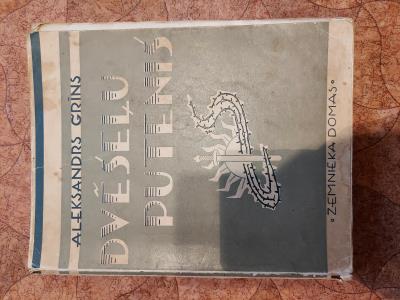 ALEKSANDRS GRĪNS
DVĒSEĻU
PUTENIS
ZEMNIEKA DOMAS